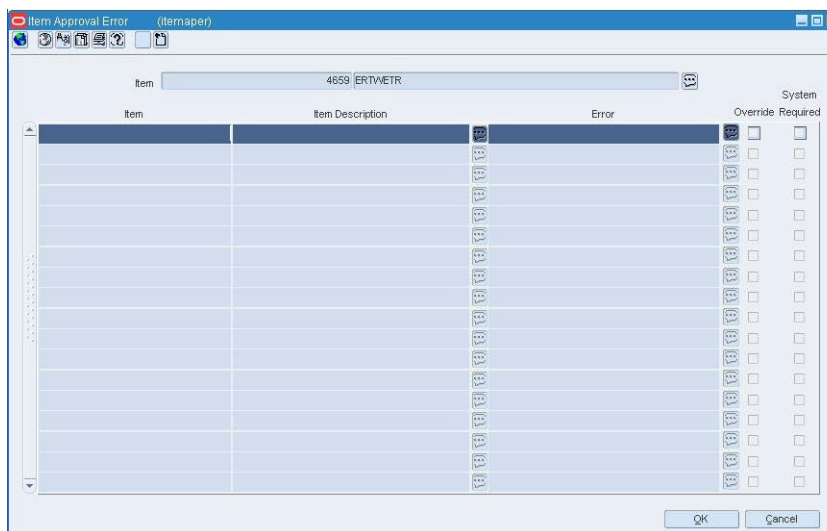 Item Approval Error (itemaper)
Item 4659 ERTWETR
System
Item Item Description Error Override Required
OK Cancel